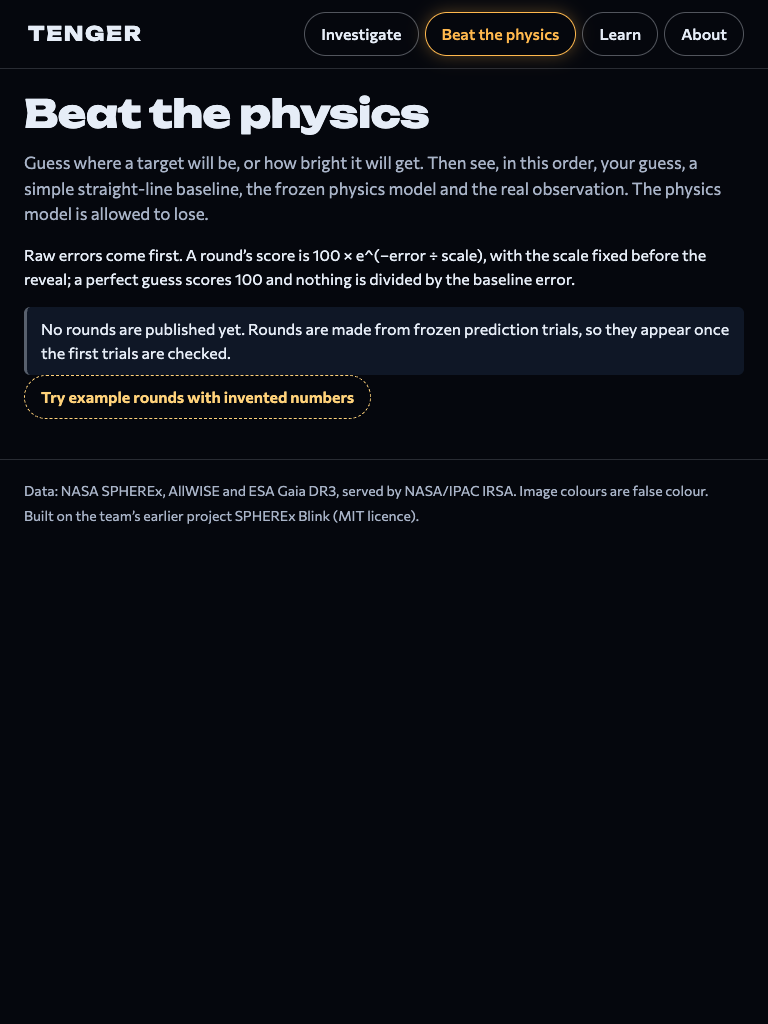 TENGER
Investigate
Beat the physics
Learn
About
Beat the physics
Guess where a target will be, or how bright it will get. Then see, in this order, your guess, a
simple straight-line baseline, the frozen physics model and the real observation. The physics
model is allowed to lose.
Raw errors come first. A round’s score is 100 × e^(−error ÷ scale), with the scale fixed before the
reveal; a perfect guess scores 100 and nothing is divided by the baseline error.
No rounds are published yet. Rounds are made from frozen prediction trials, so they appear once
the first trials are checked.
Try example rounds with invented numbers
Data: NASA SPHEREx, AllWISE and ESA Gaia DR3, served by NASA/IPAC IRSA. Image colours are false colour.
Built on the team’s earlier project SPHEREx Blink (MIT licence).